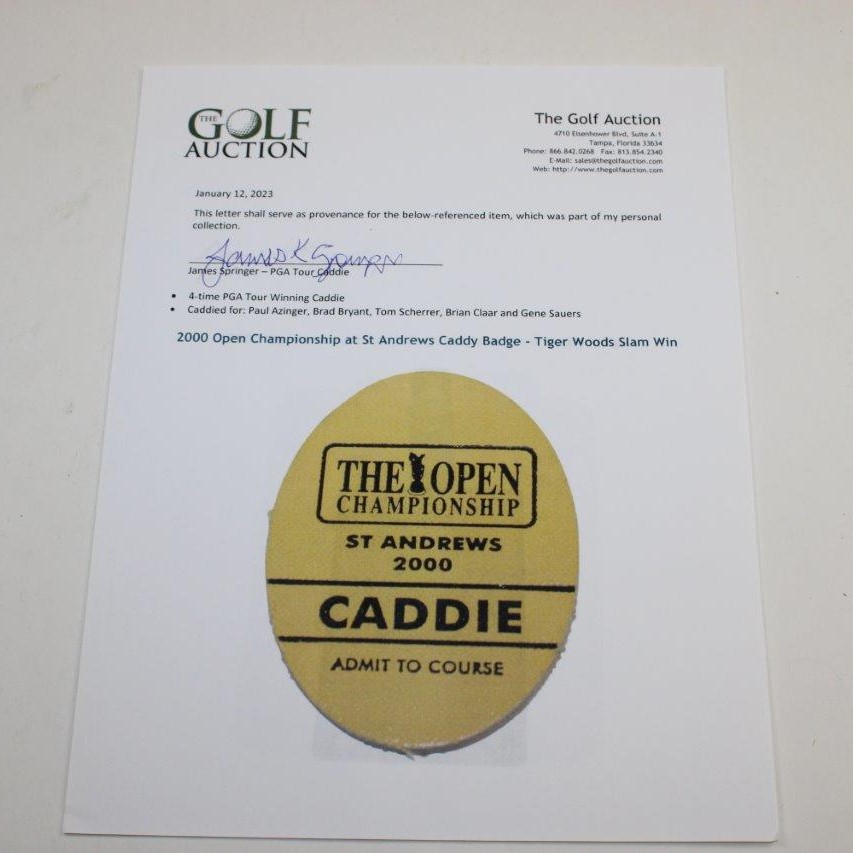 THE GOLF
AUCTION
The Golf Auction
4710 Eisenhower Blvd, Suite A-1
Tampa, Florida 33634
Phone: 866.842.0268 Fax: 813.854.2340
E-Mail: sales@thegolfauction.com
Web: http://www.thegolfauction.com
January 12, 2023
This letter shall serve as provenance for the below-referenced item, which was part of my personal
collection.
James K Springer
James Springer – PGA Tour Caddie
• 4-time PGA Tour Winning Caddie
• Caddied for: Paul Azinger, Brad Bryant, Tom Scherrer, Brian Claar and Gene Sauers
2000 Open Championship at St Andrews Caddy Badge - Tiger Woods Slam Win
THE OPEN
CHAMPIONSHIP
ST ANDREWS
2000
CADDIE
ADMIT TO COURSE